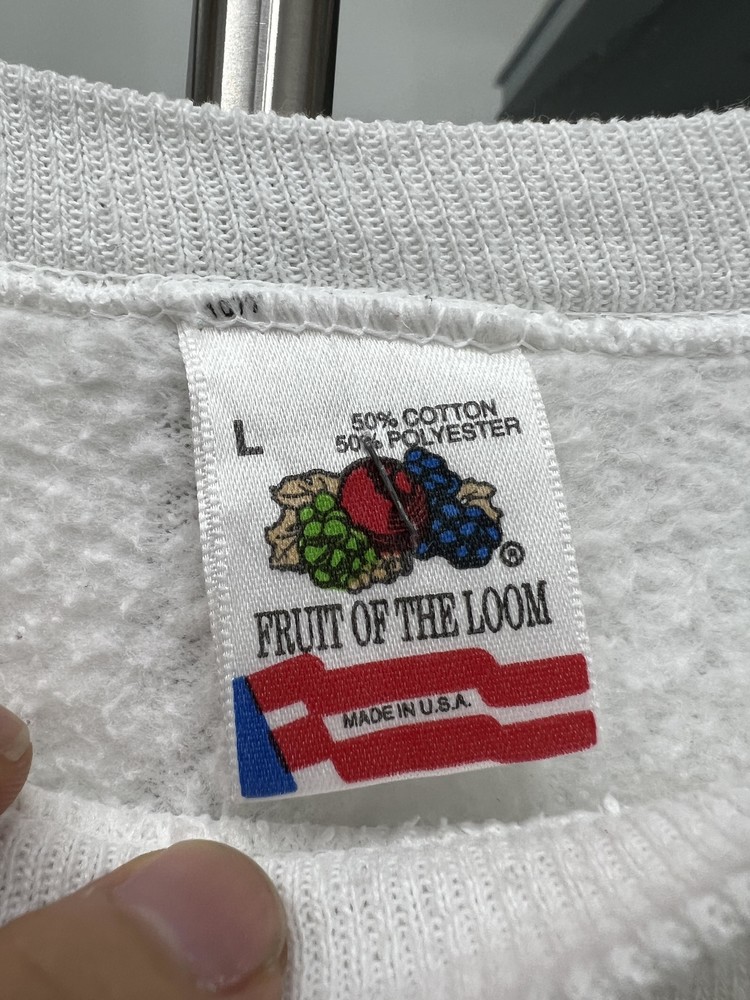 L
50% COTTON
50% POLYESTER
®
FRUIT OF THE LOOM
MADE IN U.S.A.